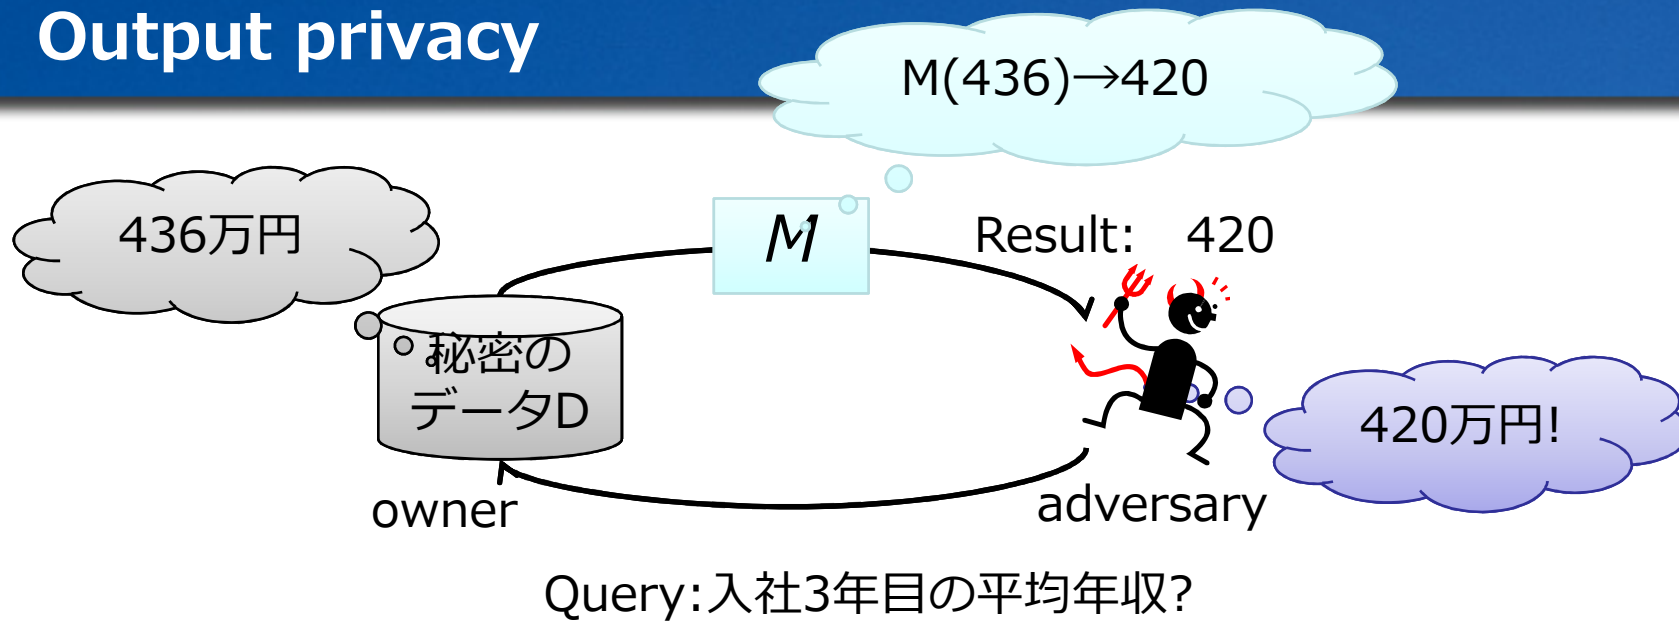 Output privacy
M(436)→420
436万円
M
Result: 420
秘密の
データD
420万円!
owner
adversary
Query:入社3年目の平均年収?